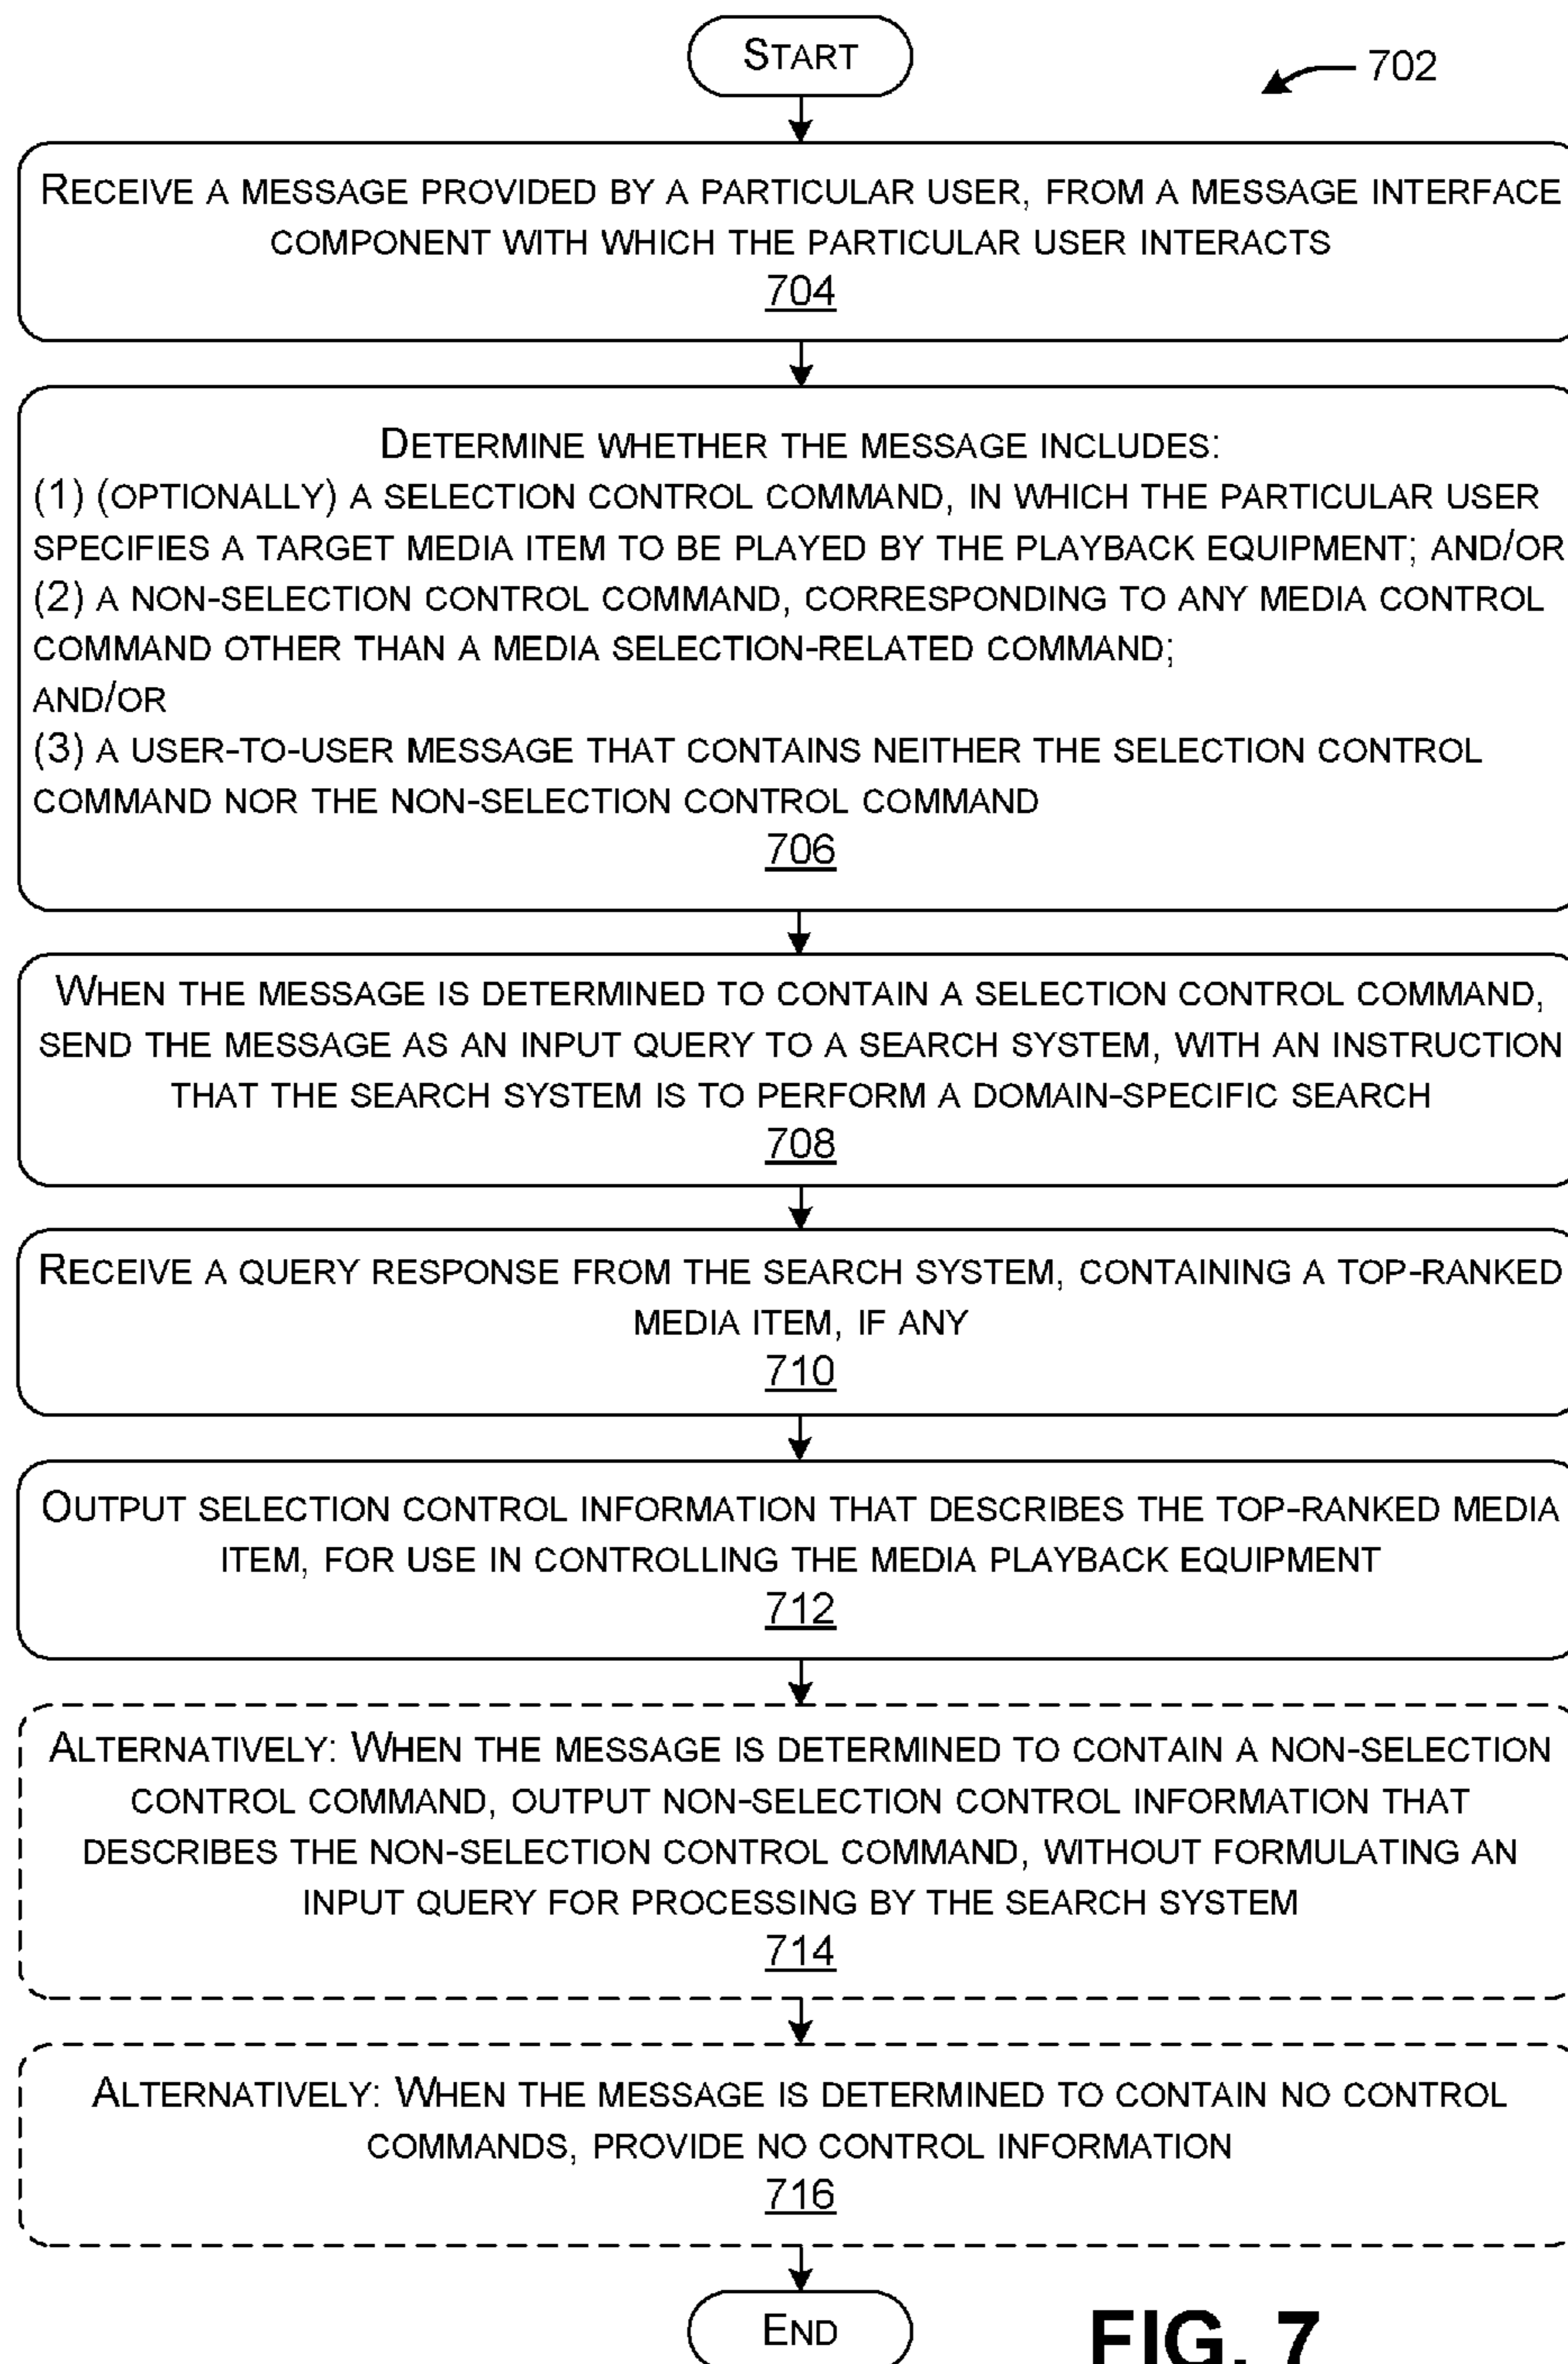 START
702
RECEIVE A MESSAGE PROVIDED BY A PARTICULAR USER, FROM A MESSAGE INTERFACE
COMPONENT WITH WHICH THE PARTICULAR USER INTERACTS
704
DETERMINE WHETHER THE MESSAGE INCLUDES:
(1) (OPTIONALLY) A SELECTION CONTROL COMMAND, IN WHICH THE PARTICULAR USER
SPECIFIES A TARGET MEDIA ITEM TO BE PLAYED BY THE PLAYBACK EQUIPMENT; AND/OR
(2) A NON-SELECTION CONTROL COMMAND, CORRESPONDING TO ANY MEDIA CONTROL
COMMAND OTHER THAN A MEDIA SELECTION-RELATED COMMAND;
AND/OR
(3) A USER-TO-USER MESSAGE THAT CONTAINS NEITHER THE SELECTION CONTROL
COMMAND NOR THE NON-SELECTION CONTROL COMMAND
706
WHEN THE MESSAGE IS DETERMINED TO CONTAIN A SELECTION CONTROL COMMAND,
SEND THE MESSAGE AS AN INPUT QUERY TO A SEARCH SYSTEM, WITH AN INSTRUCTION
THAT THE SEARCH SYSTEM IS TO PERFORM A DOMAIN-SPECIFIC SEARCH
708
RECEIVE A QUERY RESPONSE FROM THE SEARCH SYSTEM, CONTAINING A TOP-RANKED
MEDIA ITEM, IF ANY
710
OUTPUT SELECTION CONTROL INFORMATION THAT DESCRIBES THE TOP-RANKED MEDIA
ITEM, FOR USE IN CONTROLLING THE MEDIA PLAYBACK EQUIPMENT
712
ALTERNATIVELY: WHEN THE MESSAGE IS DETERMINED TO CONTAIN A NON-SELECTION
CONTROL COMMAND, OUTPUT NON-SELECTION CONTROL INFORMATION THAT
DESCRIBES THE NON-SELECTION CONTROL COMMAND, WITHOUT FORMULATING AN
INPUT QUERY FOR PROCESSING BY THE SEARCH SYSTEM
714
ALTERNATIVELY: WHEN THE MESSAGE IS DETERMINED TO CONTAIN NO CONTROL
COMMANDS, PROVIDE NO CONTROL INFORMATION
716
END
FIG. 7